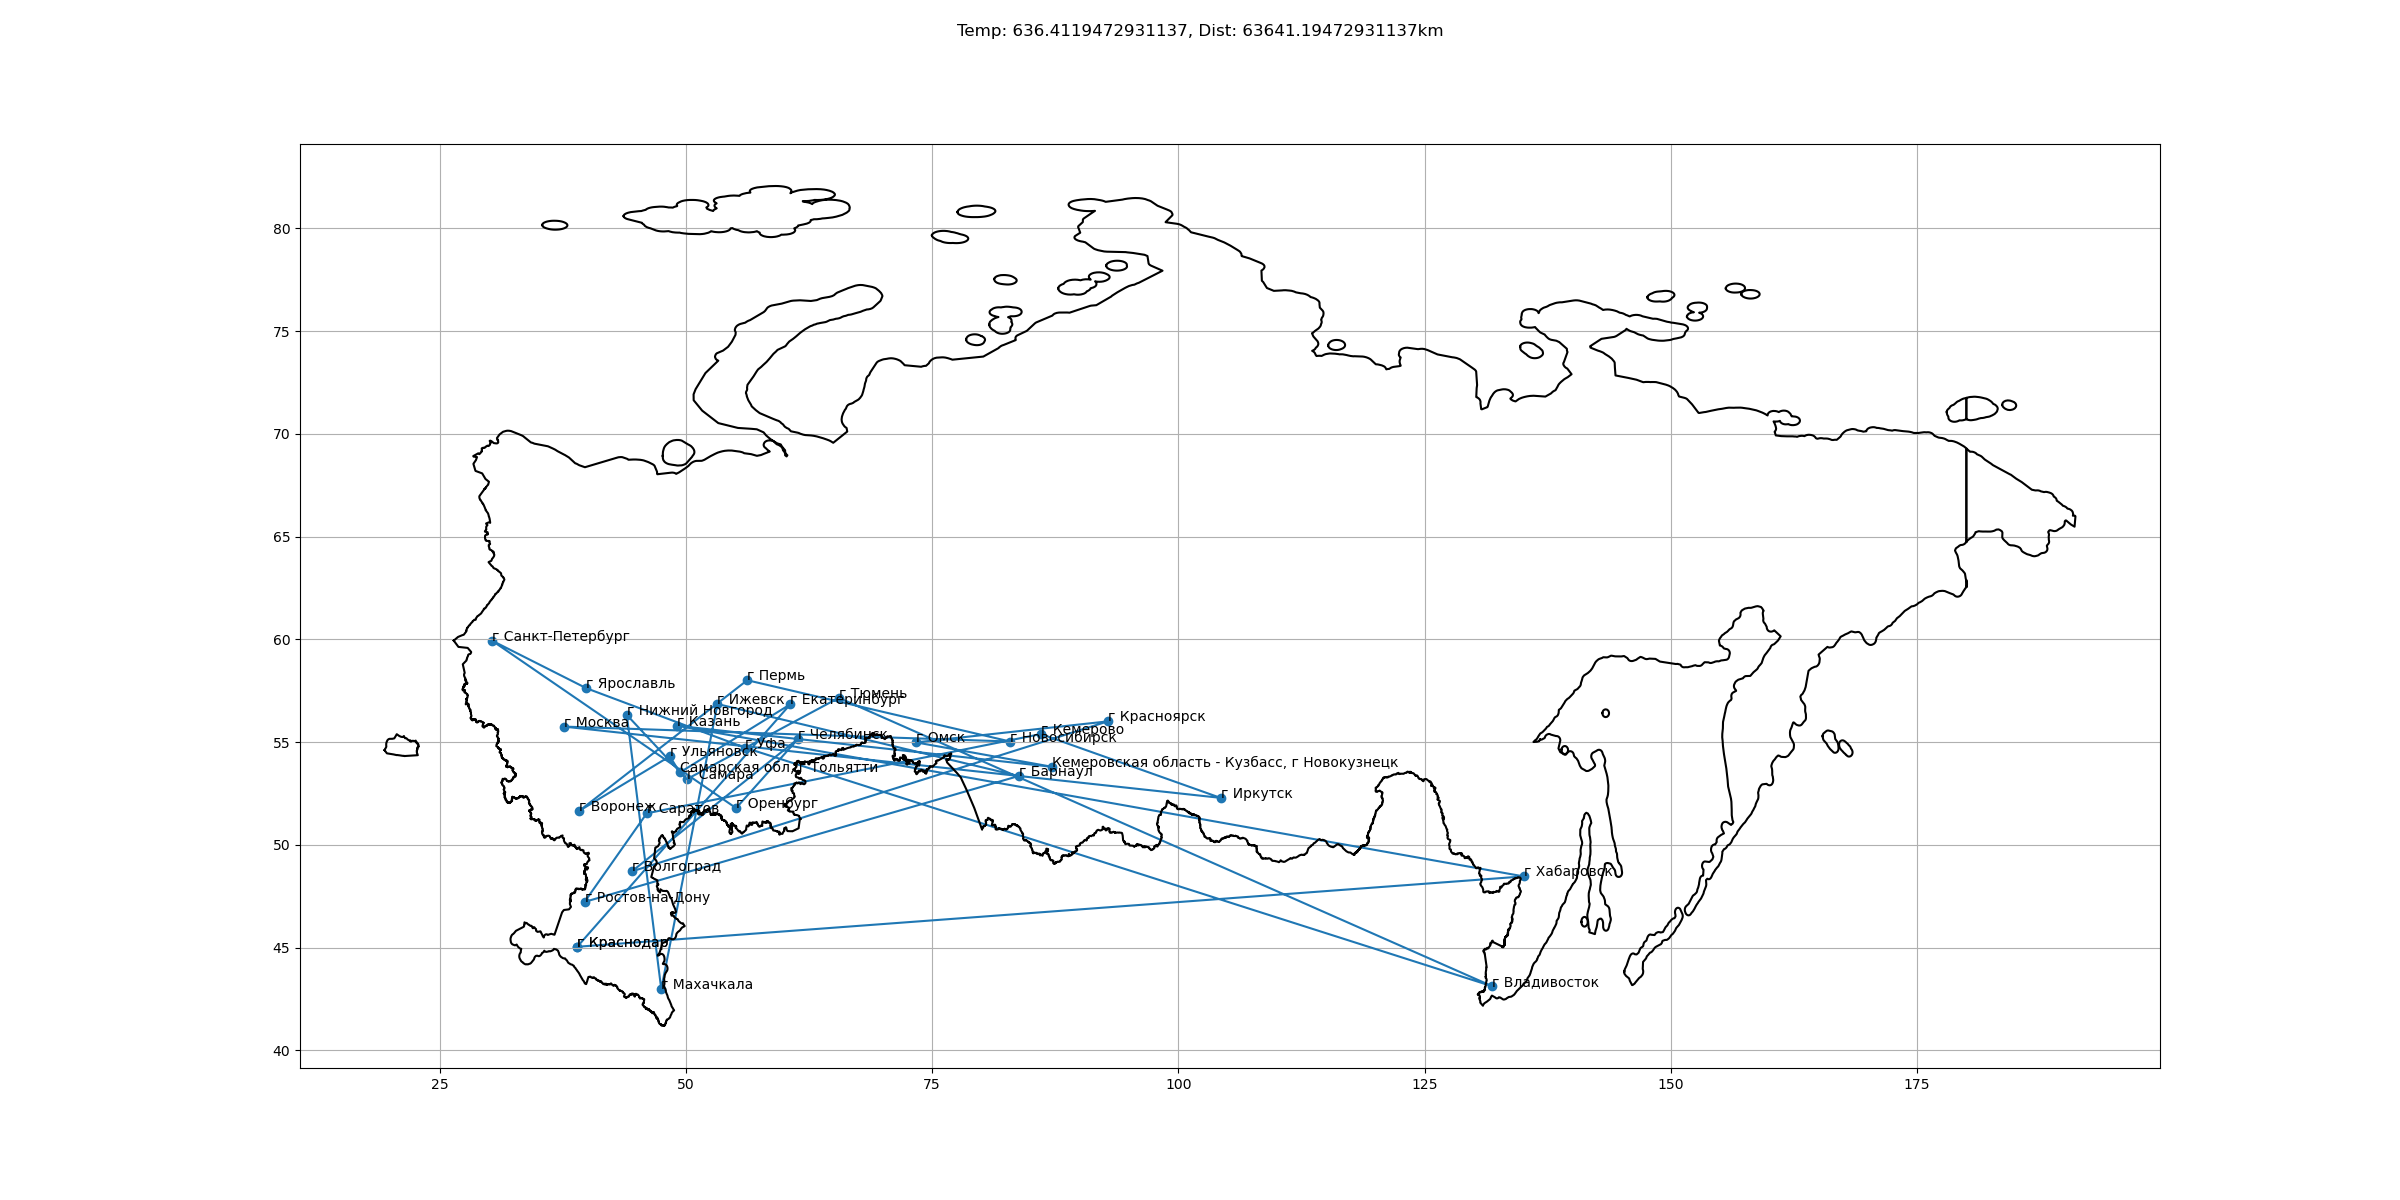 Temp: 636.4119472931137, Dist: 63641.19472931137km
80
75
70
65
60
55
50
45
40
г Санкт-Петербург
г Пермь
г Ярославль
г Тюмень
г Ижевск
г Екатеринбург
г Нижний Новгород
г Красноярск
г Москва
г Казань
г Кемерово
г Челябинск
г Омск
г Новосибирск
г Уфа
г Ульяновск
Кемеровская область - Кузбасс, г Новокузнецк
Самарская обл, г Тольятти
г Барнаул
г Самара
г Иркутск
г Оренбург
г Воронеж
г Саратов
г Волгоград
г Хабаровск
г Ростов-на-Дону
г Краснодар
г Махачкала
г Владивосток
25 50 75 100 125 150 175